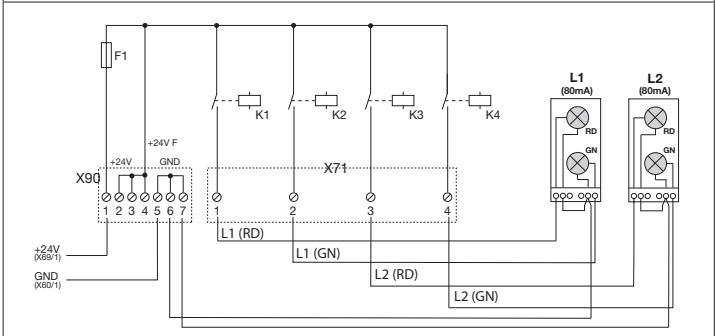 F1
K1 K2 K3 K4
L1 L2
(80mA) (80mA)
RD RD
GN GN
+24V F
+24V GND
X90 X71
1 2 3 4 5 6 7 1 2 3 4
L1 (RD)
+24V
(X69/1)
L1 (GN)
GND
(X60/1)
L2 (RD)
L2 (GN)